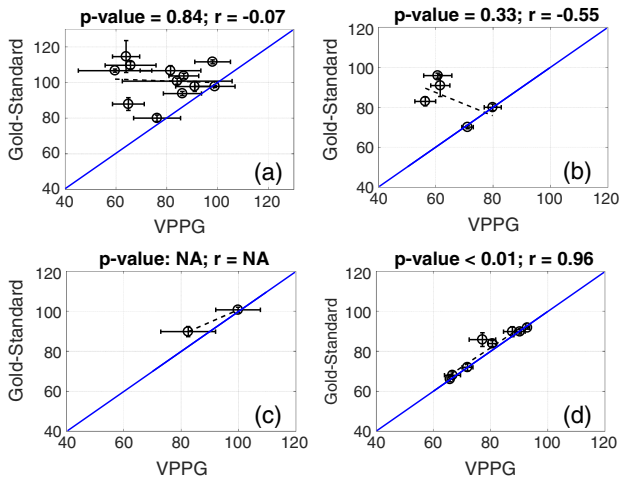 p-value = 0.84; r = -0.07
Gold-Standard
120
100
80
60
40
40 60 80 100 120
VPPG
(a)
p-value = 0.33; r = -0.55
Gold-Standard
120
100
80
60
40
40 60 80 100 120
VPPG
(b)
p-value: NA; r = NA
Gold-Standard
120
100
80
60
40
40 60 80 100 120
VPPG
(c)
p-value < 0.01; r = 0.96
Gold-Standard
120
100
80
60
40
40 60 80 100 120
VPPG
(d)